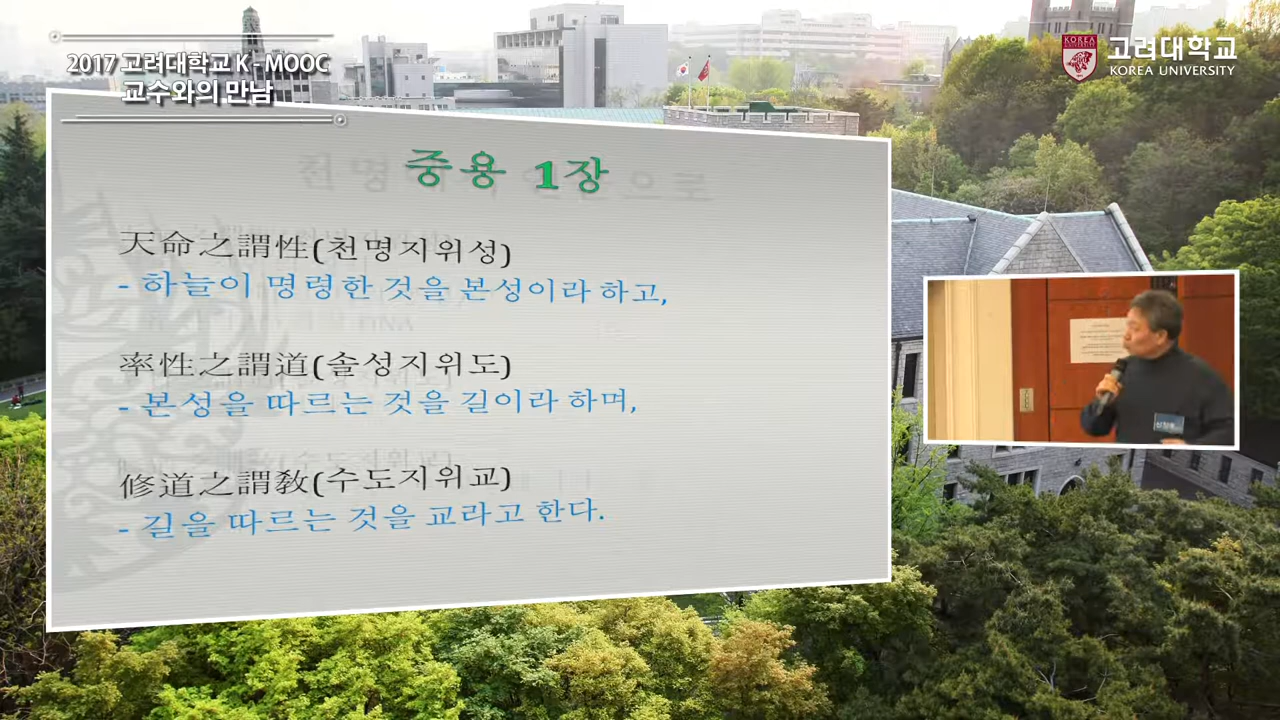 2017 고려대학교 K - MOOC
교수와의 만남
고려대학교
KOREA UNIVERSITY
중용 1장
天命之謂性(천명지위성)
- 하늘이 명령한 것을 본성이라 하고,
率性之謂道(솔성지위도)
- 본성을 따르는 것을 길이라 하며,
修道之謂敎(수도지위교)
- 길을 따르는 것을 교라고 한다.